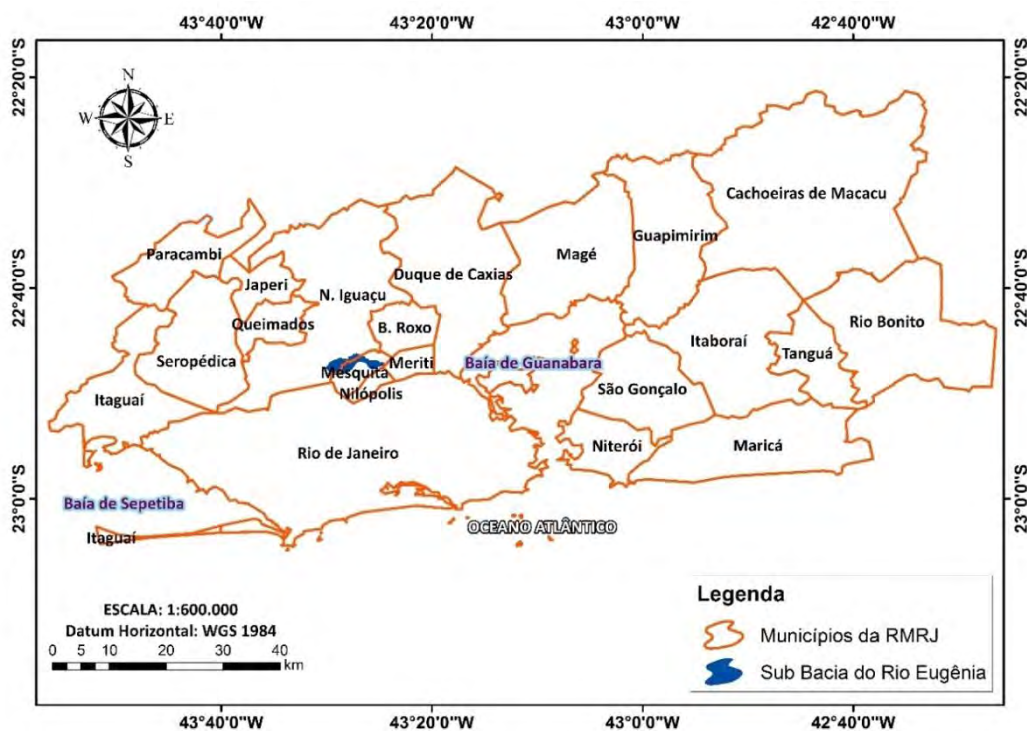 43°40'0"W 43°20'0"W 43°0'0"W 42°40'0"W
22°20'0"S 22°20'0"S
N
W E
S
Cachoeiras de Macacu
Guapimirim
Paracambi
Magé
Duque de Caxias
Japeri
22°40'0"S 22°40'0"S
N. Iguaçu
Rio Bonito
Queimados
B. Roxo
Itaboraí
Tanguá
Seropédica
Meriti
Baía de Guanabara
Mesquita
São Gonçalo
Nilópolis
Itaguaí
Niterói
Maricá
Rio de Janeiro
23°0'0"S 23°0'0"S
Baía de Sepetiba
OCEANO ATLÂNTICO
Itaguaí
Legenda
Municípios da RMRJ
Sub Bacia do Rio Eugênia
ESCALA: 1:600.000
Datum Horizontal: WGS 1984
0 5 10 20 30 40
km
43°40'0"W 43°20'0"W 43°0'0"W 42°40'0"W